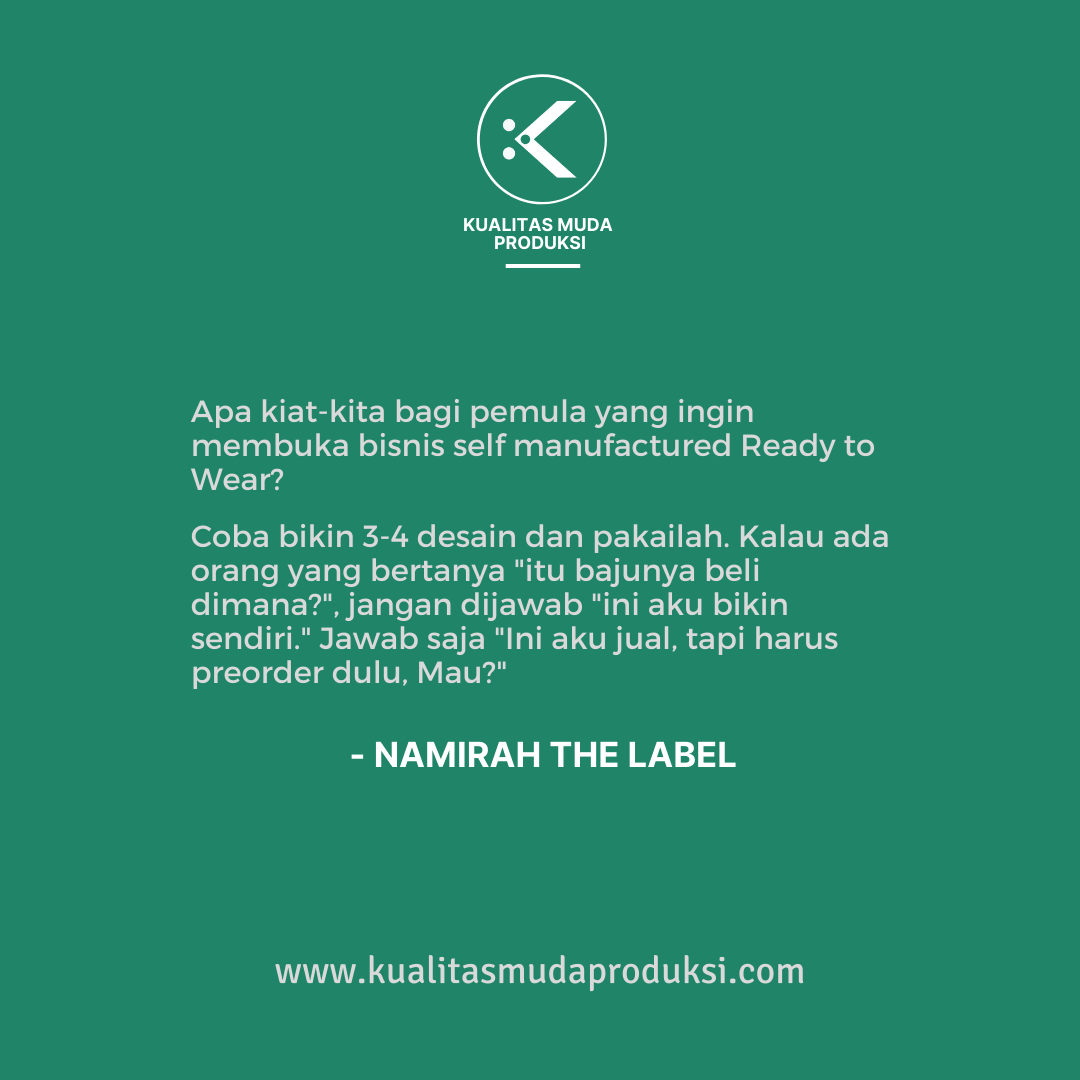 KUALITAS MUDA
PRODUKSI
Apa kiat-kita bagi pemula yang ingin
membuka bisnis self manufactured Ready to
Wear?
Coba bikin 3-4 desain dan pakailah. Kalau ada
orang yang bertanya "itu bajunya beli
dimana?", jangan dijawab "ini aku bikin
sendiri." Jawab saja "Ini aku jual, tapi harus
preorder dulu, Mau?"
- NAMIRAH THE LABEL
www.kualitasmudaproduksi.com